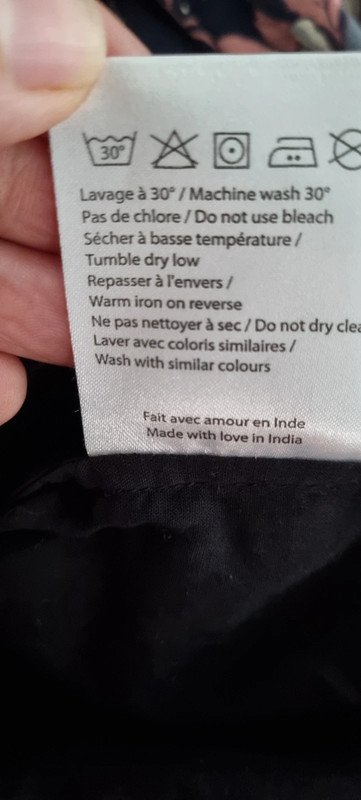 30°
Lavage à 30° / Machine wash 30°
Pas de chlore / Do not use bleach
Sécher à basse température /
Tumble dry low
Repasser à l'envers /
Warm iron on reverse
Ne pas nettoyer à sec / Do not dry clea
Laver avec coloris similaires /
Wash with similar colours
Fait avec amour en Inde
Made with love in India